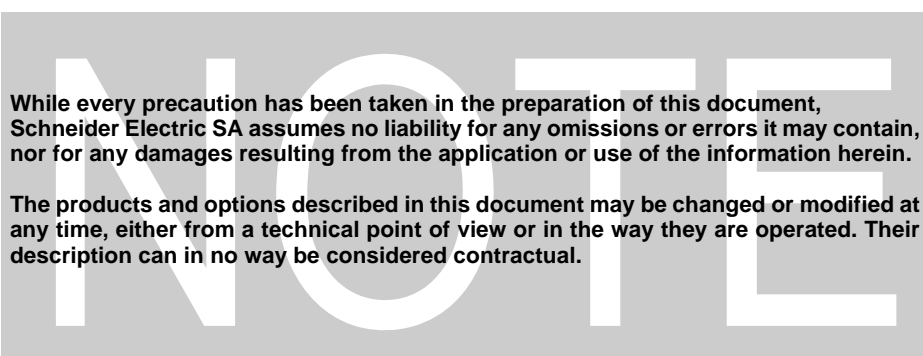 NOTE
While every precaution has been taken in the preparation of this document,
Schneider Electric SA assumes no liability for any omissions or errors it may contain,
nor for any damages resulting from the application or use of the information herein.
The products and options described in this document may be changed or modified at
any time, either from a technical point of view or in the way they are operated. Their
description can in no way be considered contractual.